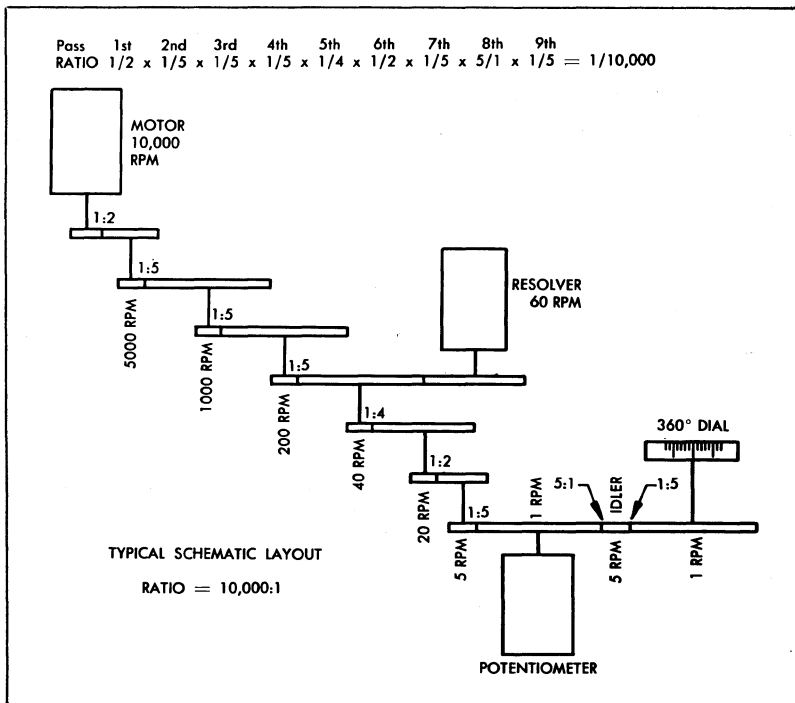 Pass 1st 2nd 3rd 4th 5th 6th 7th 8th 9th
RATIO 1/2 x 1/5 x 1/5 x 1/5 x 1/4 x 1/2 x 1/5 x 5/1 x 1/5 = 1/10,000
MOTOR
10,000
RPM
1:2
1:5
5000 RPM
1:5
1000 RPM
RESOLVER
60 RPM
1:5
200 RPM
1:4
40 RPM
360° DIAL
1:2
20 RPM
1:5
5 RPM
1 RPM
5:1
IDLER
1:5
5 RPM
1 RPM
TYPICAL SCHEMATIC LAYOUT
RATIO = 10,000:1
POTENTIOMETER